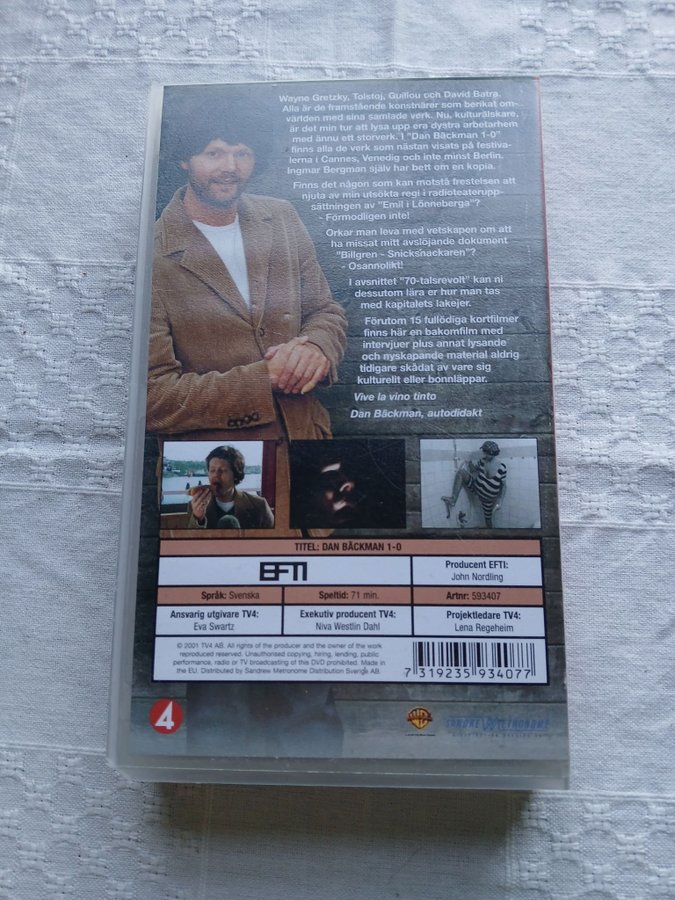 Wayne Gretzky, Tolstoj, Guillou och David Batra.
Alla är de framstående konstnärer som berikat om-
världen med sina samlade verk. Nu, kulturälskare,
är det min tur att lysa upp era dystra arbetarhem
med ännu ett storverk. I "Dan Bäckman 1-0"
finns alla de verk som nästan visats på festiva-
lerna i Cannes, Venedig och inte minst Berlin.
Ingmar Bergman själv har bett om en kopia.
Finns det någon som kan motstå frestelsen att
njuta av min utsökta regi i radioteaterupp-
sättningen av "Emil i Lönneberga"?
- Förmodligen inte!
Orkar man leva med vetskapen om att
ha missat mitt avslöjande dokument
"Billgren - Snicksnackaren"?
- Osannolikt!
I avsnittet "70-talsrevolt" kan ni
dessutom lära er hur man tas
med kapitalets lakejer.
Förutom 15 fullödiga kortfilmer
finns här en bakomfilm med
intervjuer plus annat lysande
och nyskapande material aldrig
tidigare skådat av vare sig
kulturelit eller bonnläppar.
Vive la vino tinto
Dan Bäckman, autodidakt
TITEL: DAN BÄCKMAN 1-0
EFTI
Producent EFTI:
John Nordling
Språk: Svenska
Speltid: 71 min.
Artnr: 593407
Ansvarig utgivare TV4:
Eva Swartz
Exekutiv producent TV4:
Niva Westlin Dahl
Projektledare TV4:
Lena Regeheim
© 2001 TV4 AB. All rights of the producer and the owner of the work
reproduced reserved. Unauthorised copying, hiring, lending, public
performance, radio or TV broadcasting of this DVD prohibited. Made in
the EU. Distributed by Sandrew Metronome Distribution Sverige AB.
7 319235 934077
4